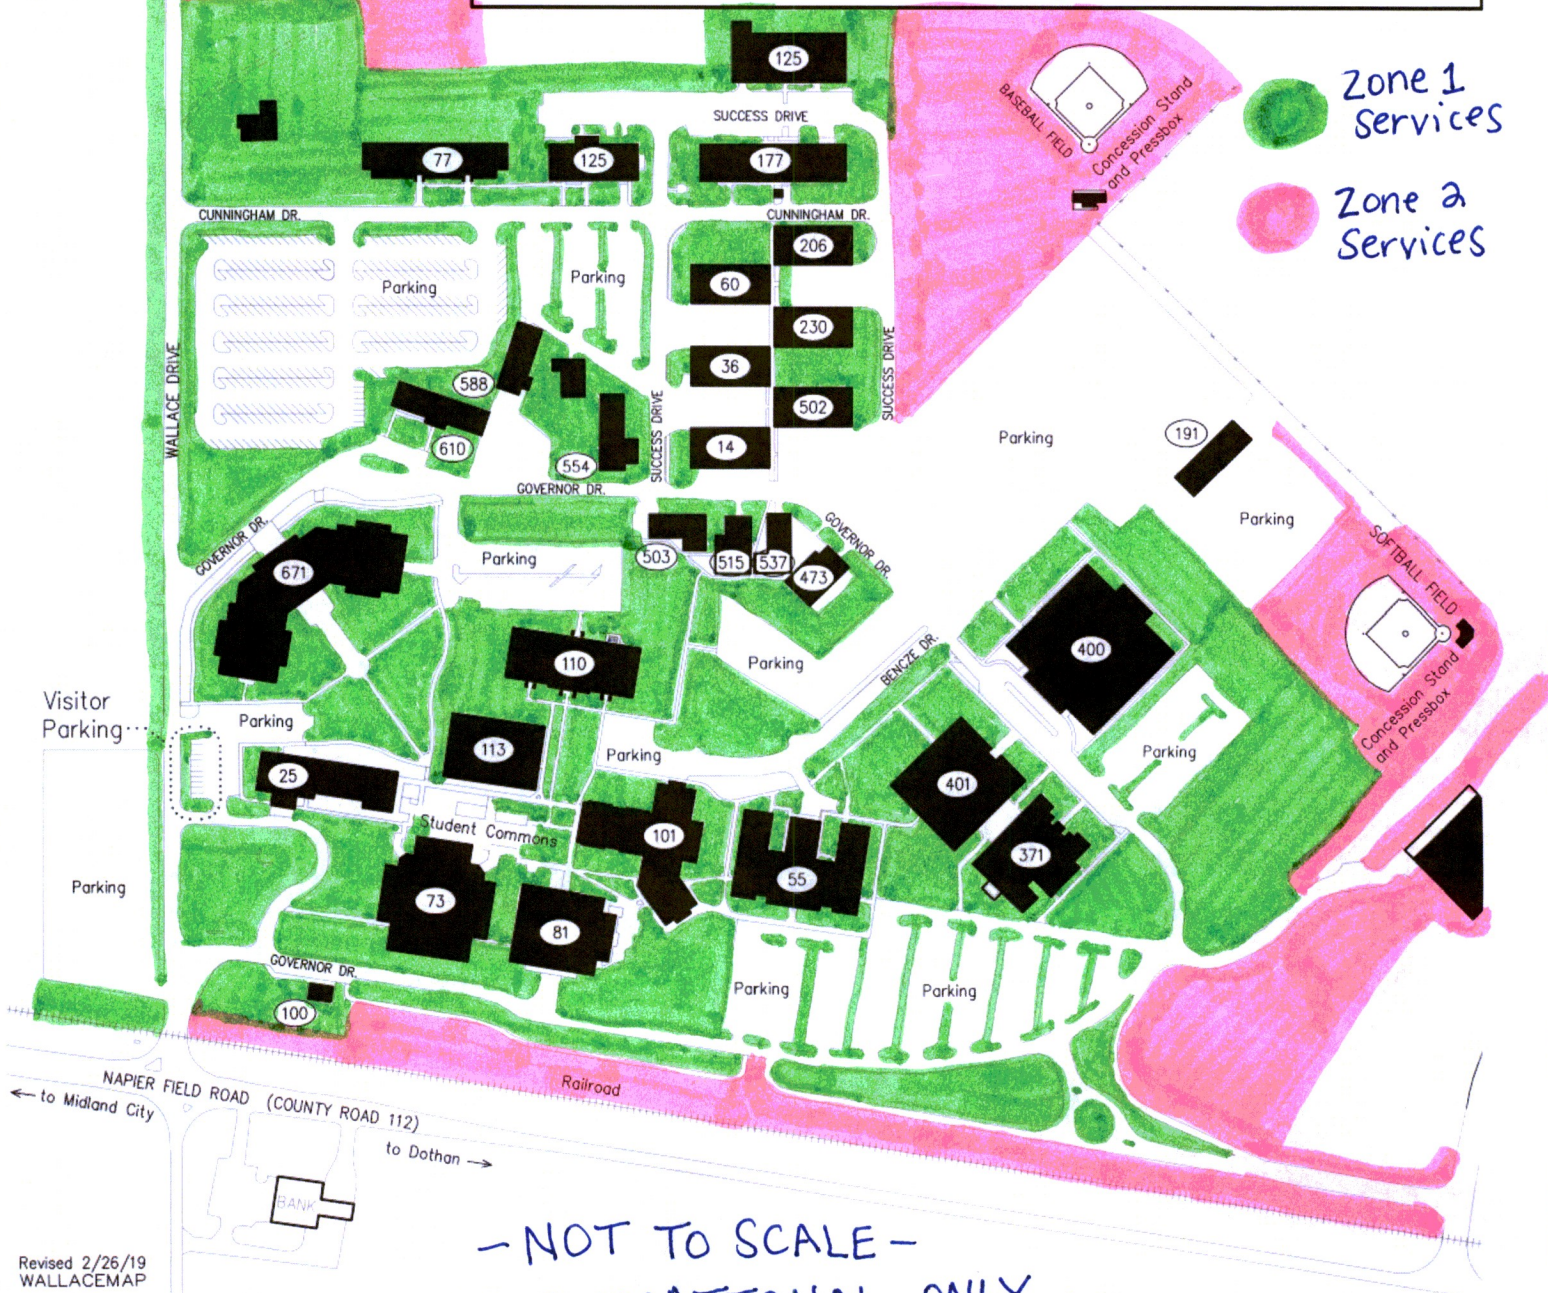 125
Zone 1
Services
SUCCESS DRIVE
BASEBALL FIELD
Concession Stand
and Pressbox
77
125
177
Zone 2
Services
CUNNINGHAM DR.
CUNNINGHAM DR.
206
Parking
Parking
60
230
WALLACE DRIVE
588
36
SUCCESS DRIVE
SUCCESS DRIVE
502
610
554
14
Parking
191
GOVERNOR DR.
Parking
GOVERNOR DR.
GOVERNOR DR.
SOFTBALL FIELD
671
Parking
503
515
537
473
110
Parking
BENCZE DR.
400
Concession Stand
and Pressbox
Visitor
Parking
Parking
113
Parking
Parking
25
401
Student Commons
101
371
Parking
73
55
81
GOVERNOR DR.
Parking
Parking
100
Railroad
NAPIER FIELD ROAD (COUNTY ROAD 112)
← to Midland City
to Dothan →
BANK
- NOT TO SCALE -
ONLY
Revised 2/26/19
WALLACEMAP